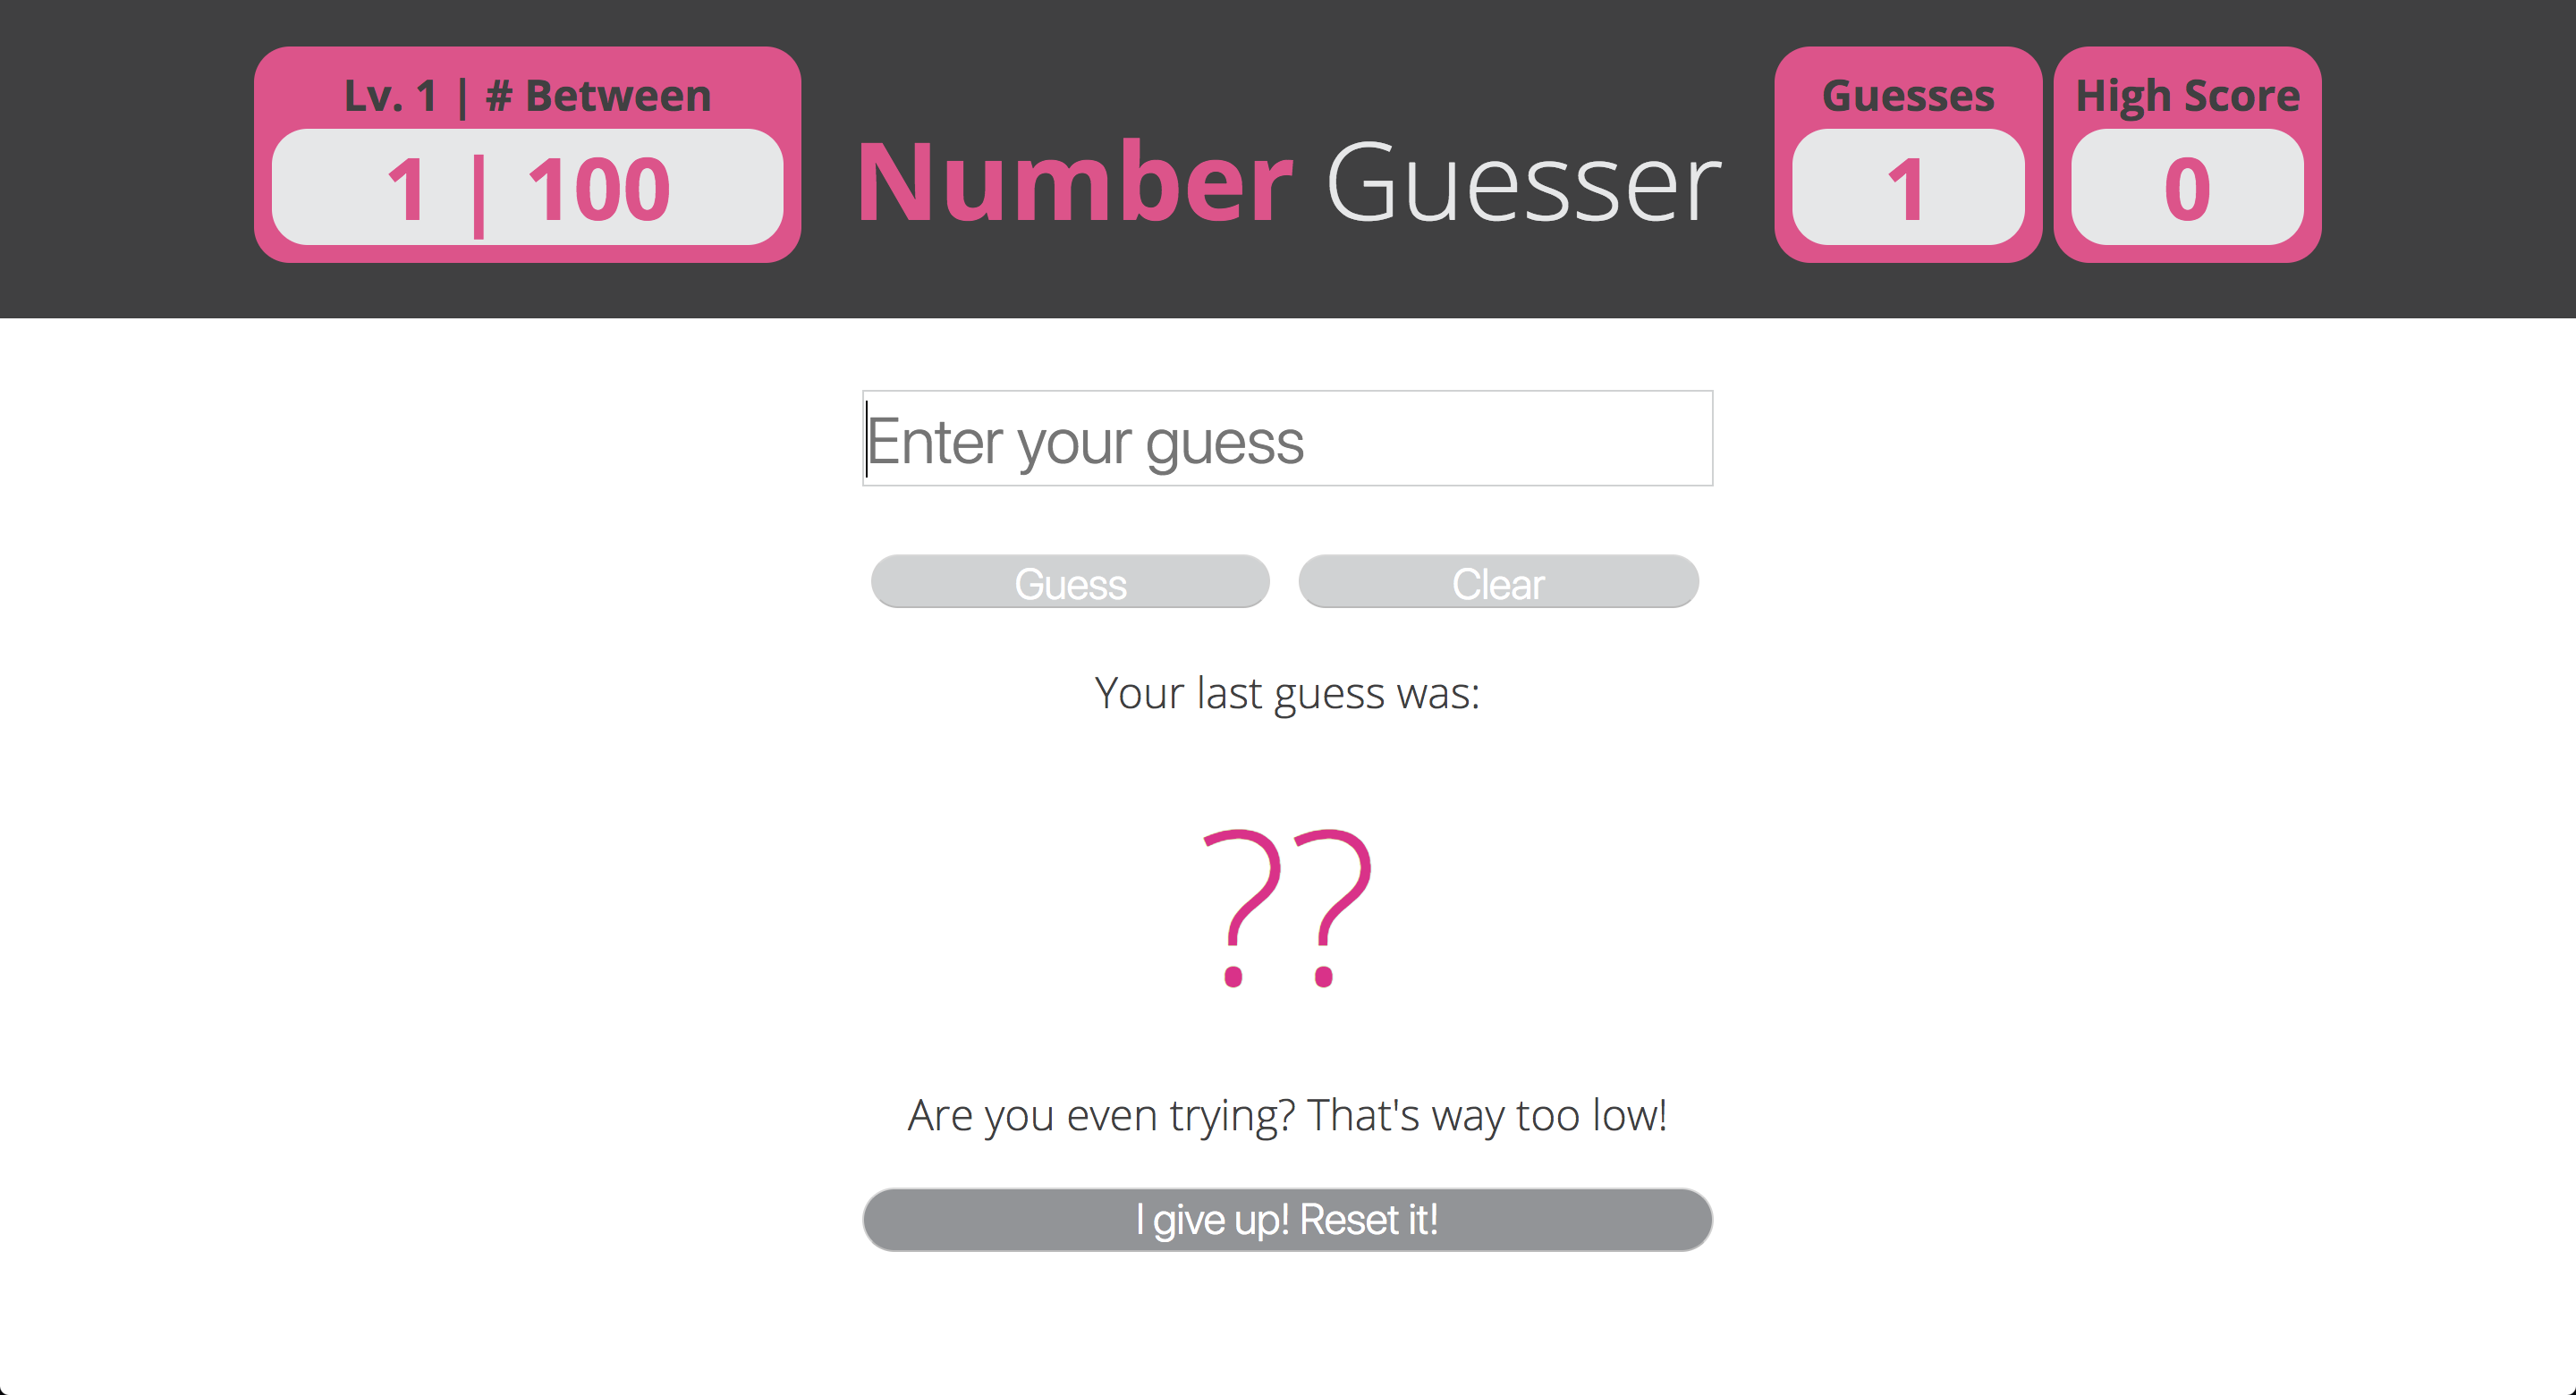 Lv. 1 | # Between
1 | 100
Number Guesser
Guesses
1
High Score
0
Enter your guess
Guess
Clear
Your last guess was:
??
Are you even trying? That's way too low!
I give up! Reset it!